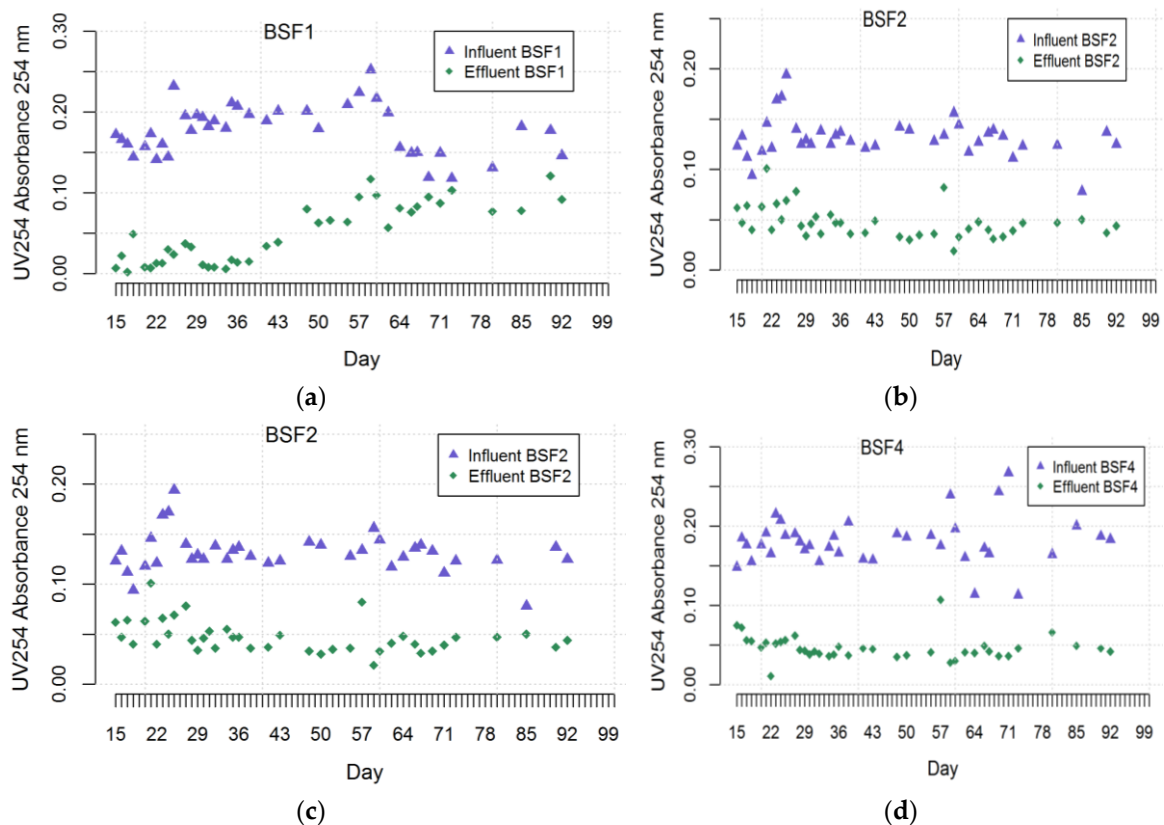 BSF1
Influent BSF1
Effluent BSF1
UV254 Absorbance 254 nm
0.00 0.10 0.20 0.30
15 22 29 36 43 50 57 64 71 78 85 92 99
Day
(a)
BSF2
Influent BSF2
Effluent BSF2
UV254 Absorbance 254 nm
0.00 0.10 0.20
15 22 29 36 43 50 57 64 71 78 85 92 99
Day
(b)
BSF2
Influent BSF2
Effluent BSF2
UV254 Absorbance 254 nm
0.00 0.10 0.20
15 22 29 36 43 50 57 64 71 78 85 92 99
Day
(c)
BSF4
Influent BSF4
Effluent BSF4
UV254 Absorbance 254 nm
0.00 0.10 0.20 0.30
15 22 29 36 43 50 57 64 71 78 85 92 99
Day
(d)